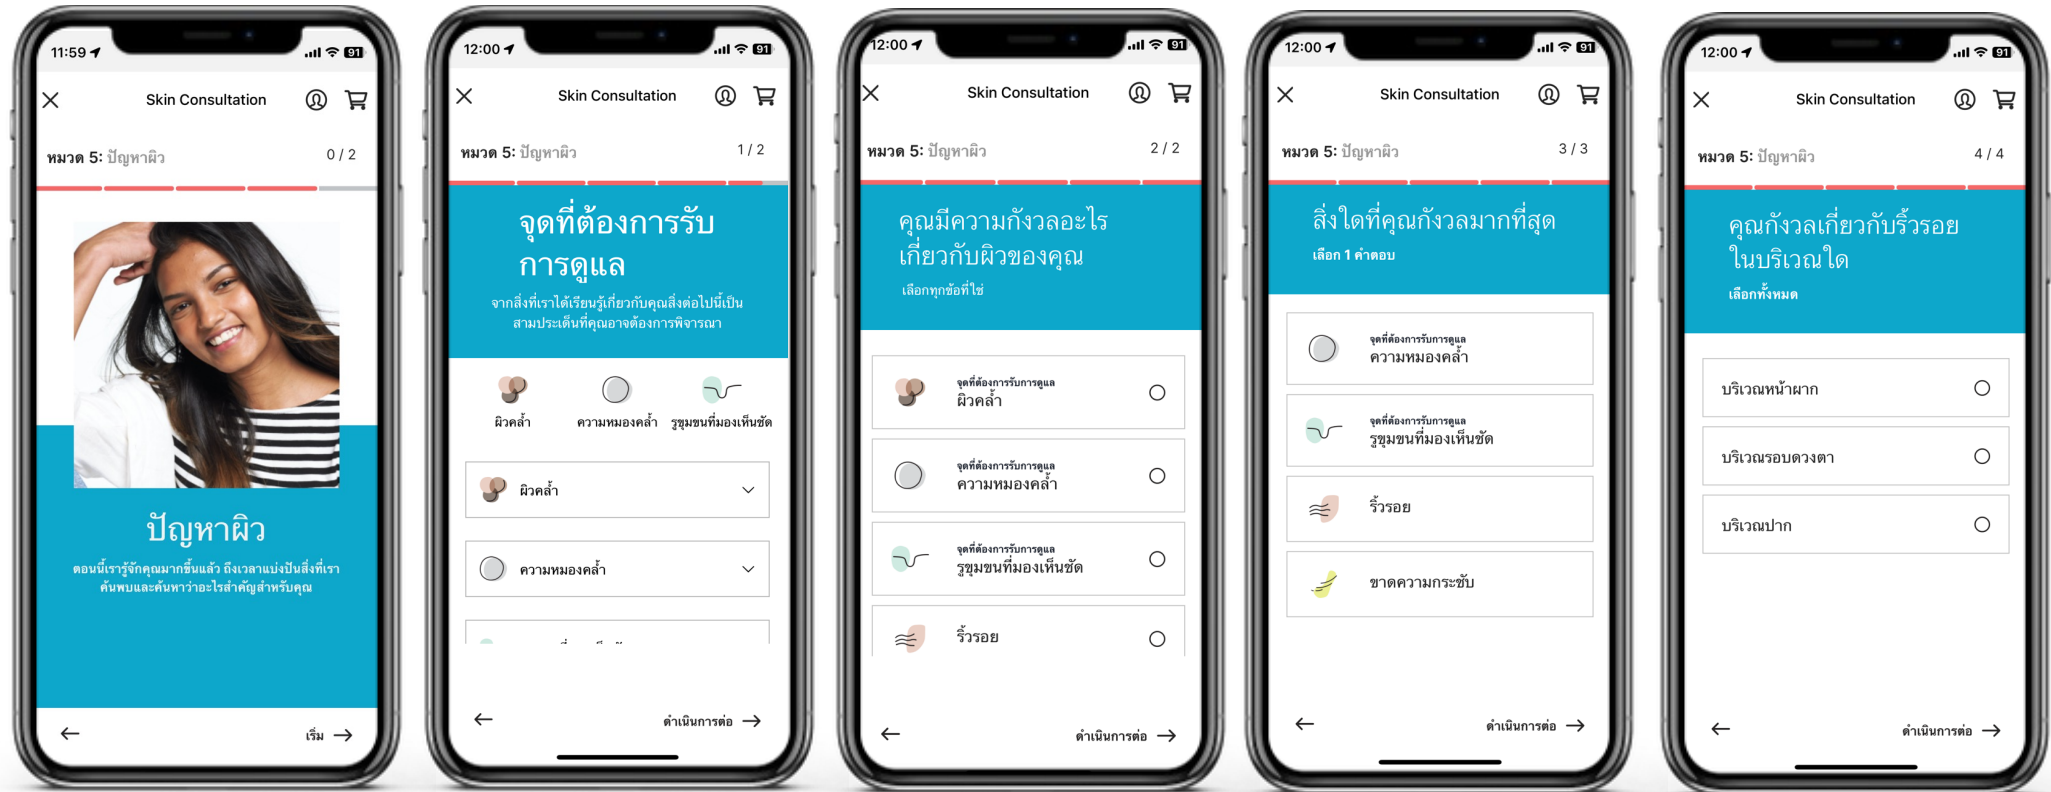 11:59
91
Skin Consultation
หมวด 5: ปัญหาผิว
0 / 2
ปัญหาผิว
ตอนนี้เรารู้จักคุณมากขึ้นแล้ว ถึงเวลาแบ่งปันสิ่งที่เรา
ค้นพบและค้นหาว่าอะไรสำคัญสำหรับคุณ
เริ่ม
12:00
91
Skin Consultation
หมวด 5: ปัญหาผิว
1 / 2
จุดที่ต้องการรับ
การดูแล
จากสิ่งที่เราได้เรียนรู้เกี่ยวกับคุณสิ่งต่อไปนี้เป็น
สามประเด็นที่คุณอาจต้องการพิจารณา
ผิวคล้ำ
ความหมองคล้ำ
รูขุมขนที่มองเห็นชัด
ผิวคล้ำ
ความหมองคล้ำ
ดำเนินการต่อ
12:00
91
Skin Consultation
หมวด 5: ปัญหาผิว
2 / 2
คุณมีความกังวลอะไร
เกี่ยวกับผิวของคุณ
เลือกทุกข้อที่ใช่
จุดที่ต้องการรับการดูแล
ผิวคล้ำ
จุดที่ต้องการรับการดูแล
ความหมองคล้ำ
จุดที่ต้องการรับการดูแล
รูขุมขนที่มองเห็นชัด
ริ้วรอย
ดำเนินการต่อ
12:00
91
Skin Consultation
หมวด 5: ปัญหาผิว
3 / 3
สิ่งใดที่คุณกังวลมากที่สุด
เลือก 1 คำตอบ
จุดที่ต้องการรับการดูแล
ความหมองคล้ำ
จุดที่ต้องการรับการดูแล
รูขุมขนที่มองเห็นชัด
ริ้วรอย
ขาดความกระชับ
ดำเนินการต่อ
12:00
91
Skin Consultation
หมวด 5: ปัญหาผิว
4 / 4
คุณกังวลเกี่ยวกับริ้วรอย
ในบริเวณใด
เลือกทั้งหมด
บริเวณหน้าผาก
บริเวณรอบดวงตา
บริเวณปาก
ดำเนินการต่อ